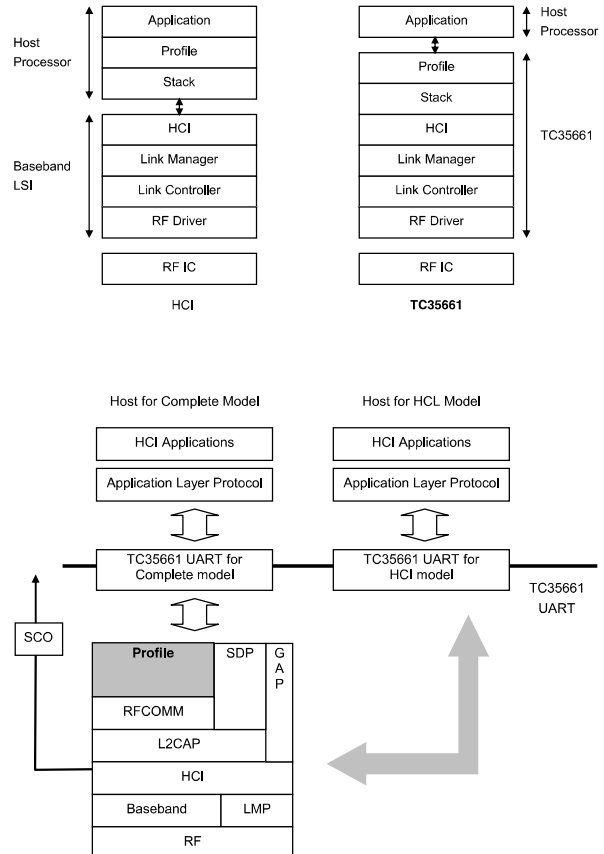 Host
Processor
Application
Profile
Stack
Baseband
LSI
HCI
Link Manager
Link Controller
RF Driver
RF IC
HCI
Application
Host
Processor
Profile
Stack
HCI
Link Manager
Link Controller
RF Driver
TC35661
RF IC
TC35661
Host for Complete Model
HCI Applications
Application Layer Protocol
TC35661 UART for
Complete model
Host for HCL Model
HCI Applications
Application Layer Protocol
TC35661 UART for
HCI model
TC35661
UART
SCO
Profile
SDP
G
A
P
RFCOMM
L2CAP
HCI
Baseband
LMP
RF